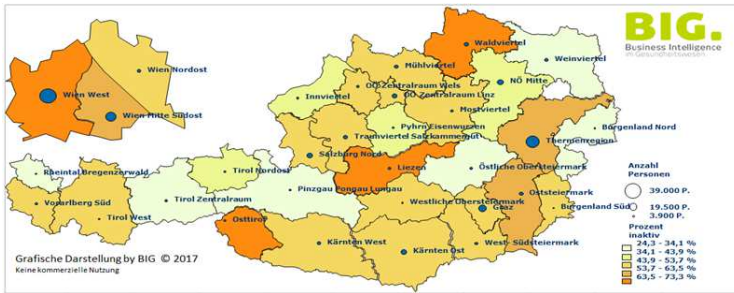 BIG.
Business Intelligence
im Gesundheitswesen
Waldviertel
Weinviertel
Mühlviertel
Wien Nordost
OÖ Zentralraum Wels
NÖ Mitte
Wien West
OÖ Zentralraum Linz
Innviertel
Mostviertel
Wien Mitte Südost
Pyhrn Eisenwurzen
Burgenland Nord
Traunviertel Salzkammergut
Thermenregion
Salzburg Nord
Liezen
Östliche Obersteiermark
Rheintal Bregenzerwald
Tirol Nordost
Pinzgau Pongau Lungau
Oststeiermark
Vorarlberg Süd
Tirol Zentralraum
Westliche Obersteiermark
Graz
Burgenland Süd
Tirol West
Osttirol
Kärnten West
Kärnten Ost
West- Südsteiermark
Anzahl
Personen
39.000 P.
19.500 P.
3.900 P.
Prozent
inaktiv
24,3 - 34,1 %
34,1 - 43,9 %
43,9 - 53,7 %
53,7 - 63,5 %
63,5 - 73,3 %
Grafische Darstellung by BIG © 2017
Keine kommerzielle Nutzung